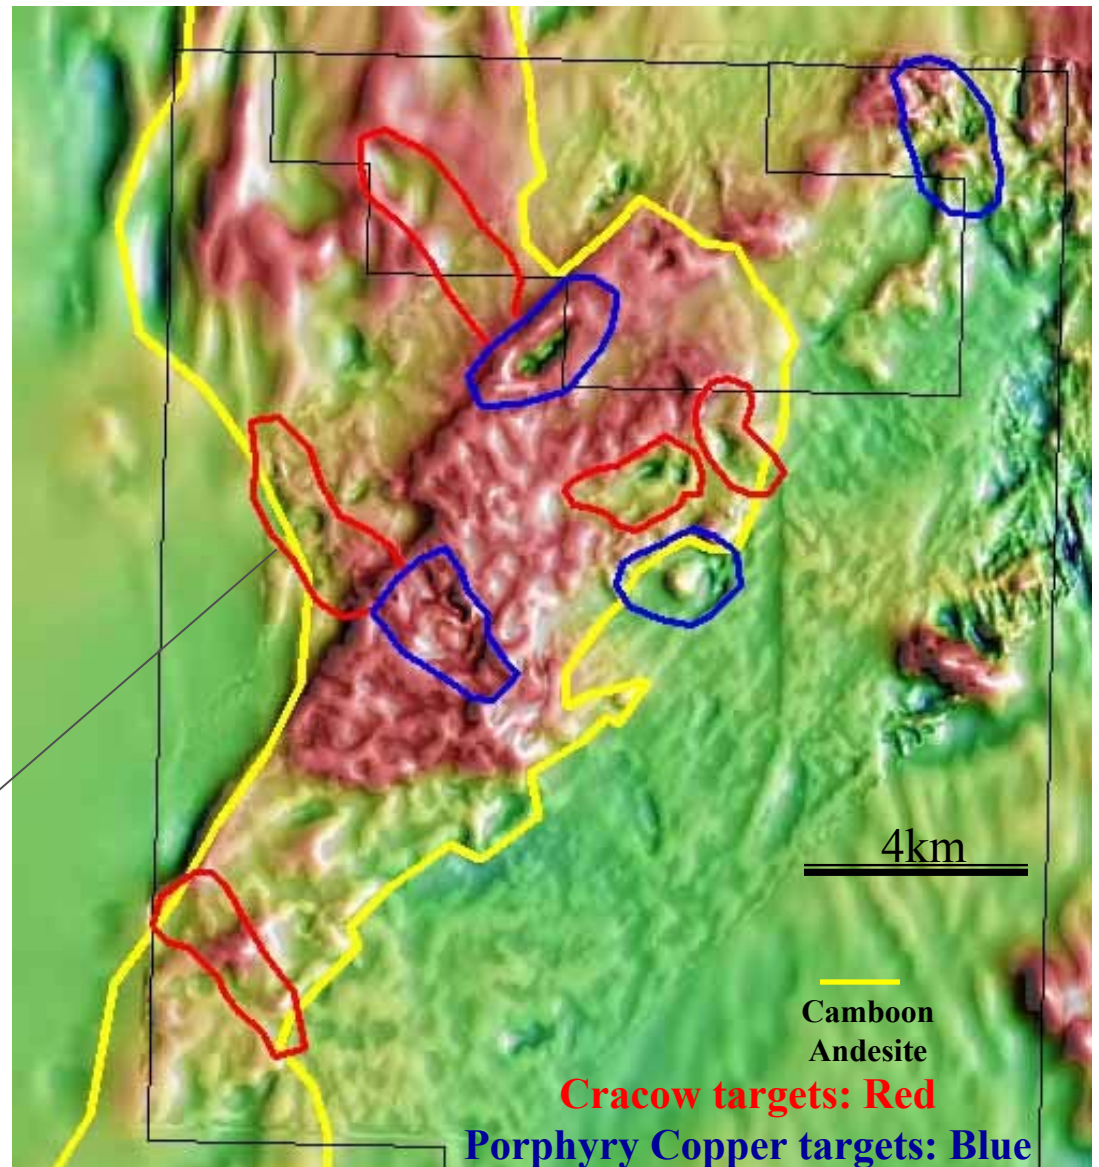 4km
Camboon
Andesite
Cracow targets: Red
Porphyry Copper targets: Blue